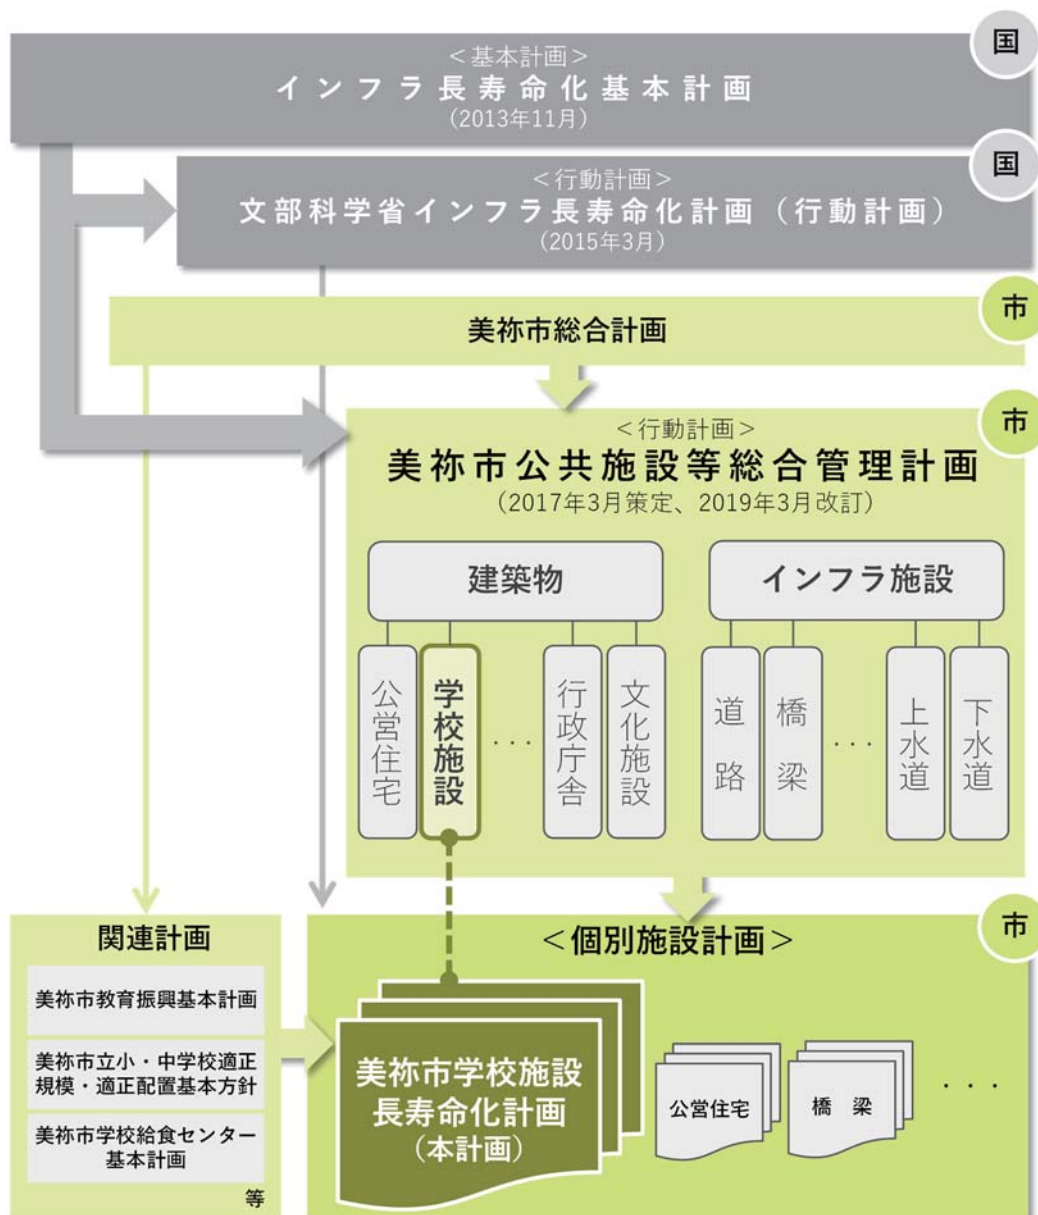 国
<基本計画>
インフラ長寿命化基本計画
(2013年11月)
国
<行動計画>
文部科学省インフラ長寿命化計画(行動計画)
(2015年3月)
市
美祢市総合計画
市
<行動計画>
美祢市公共施設等総合管理計画
(2017年3月策定、2019年3月改訂)
建築物
インフラ施設
公営住宅
学校施設
・・・
行政庁舎
文化施設
道路
橋梁
・・・
上水道
下水道
関連計画
美祢市教育振興基本計画
美祢市立小・中学校適正
規模・適正配置基本方針
美祢市学校給食センター
基本計画
等
市
<個別施設計画>
美祢市学校施設
長寿命化計画
(本計画)
公営住宅
橋 梁
・・・